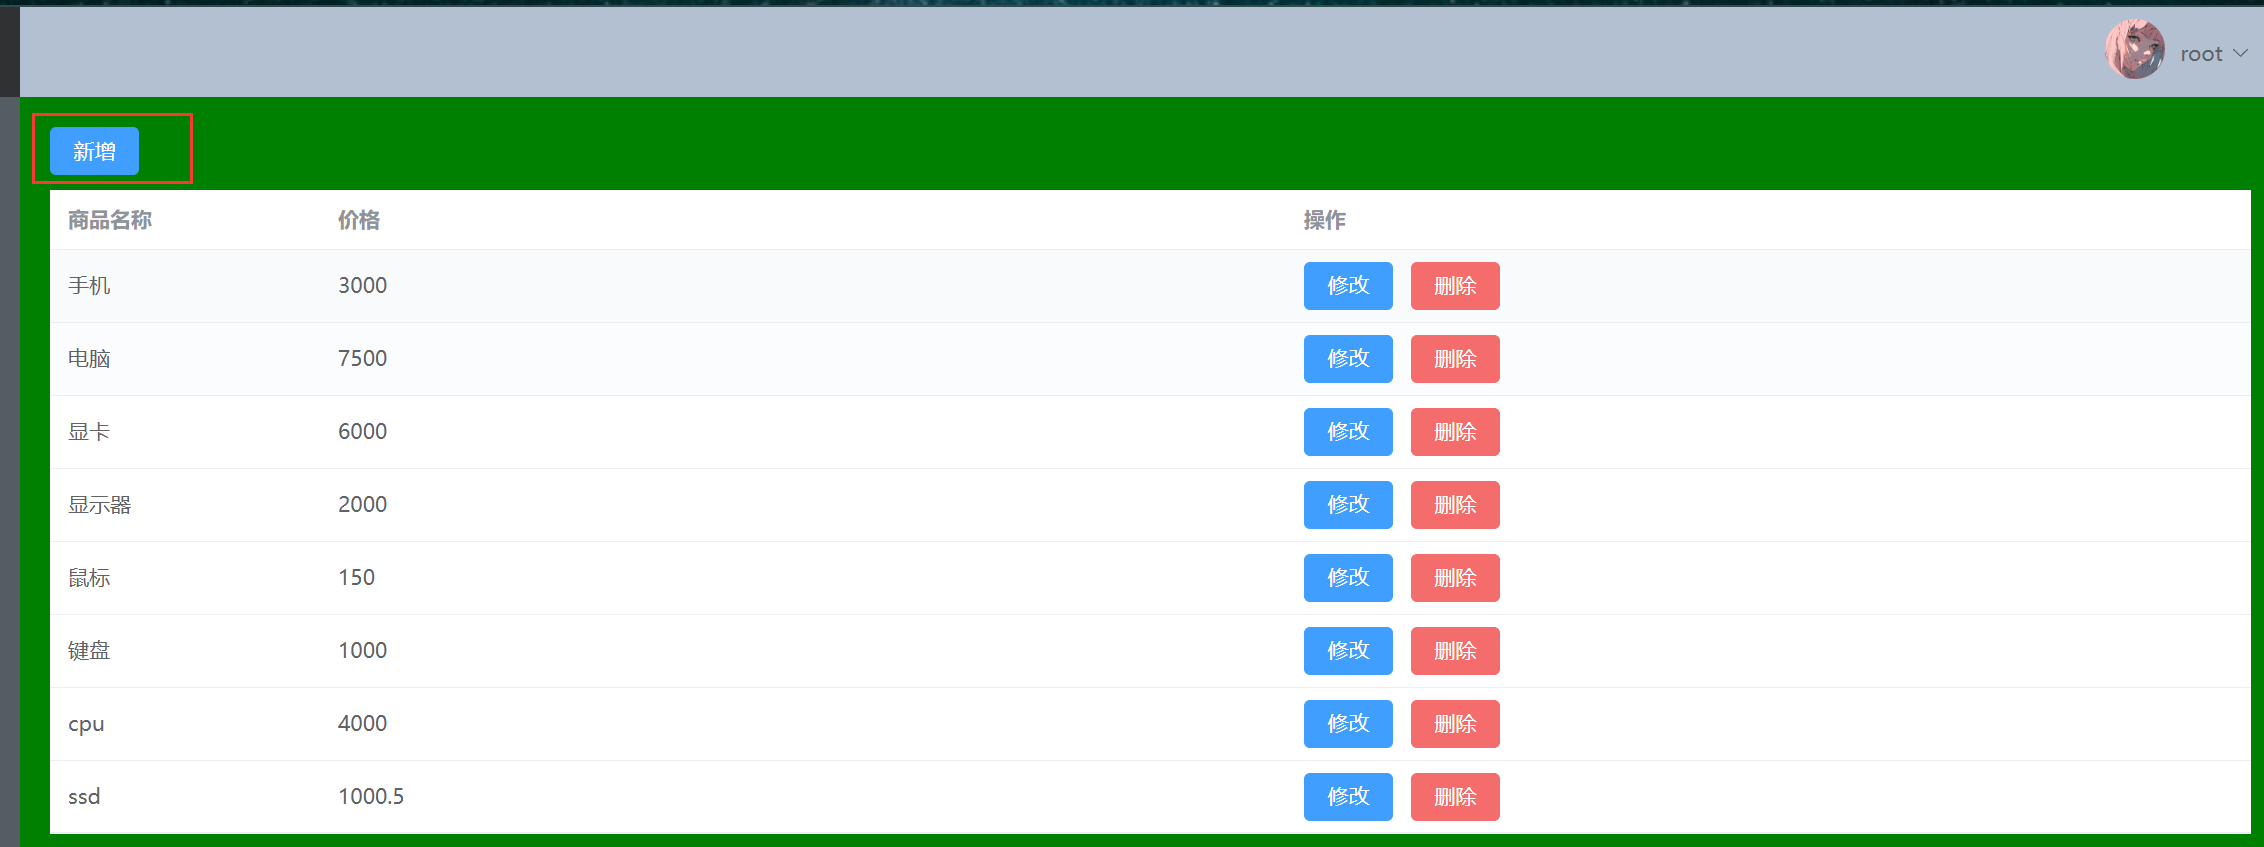 root
新增
商品名称 价格 操作
手机 3000 修改 删除
电脑 7500 修改 删除
显卡 6000 修改 删除
显示器 2000 修改 删除
鼠标 150 修改 删除
键盘 1000 修改 删除
cpu 4000 修改 删除
ssd 1000.5 修改 删除